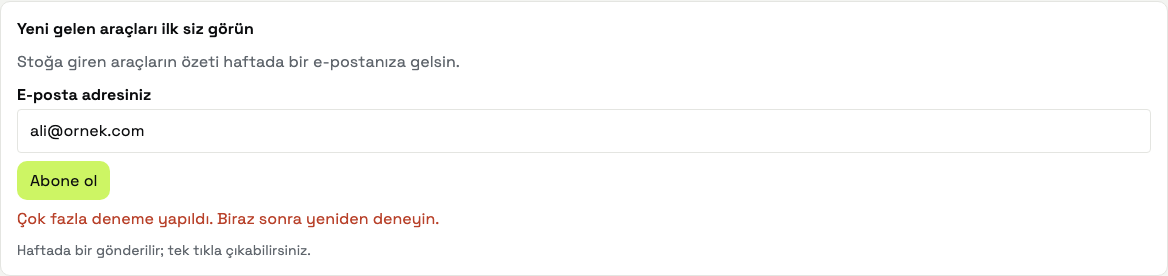 Yeni gelen araçları ilk siz görün
Stoğa giren araçların özeti haftada bir e-postanıza gelsin.
E-posta adresiniz
ali@ornek.com
Abone ol
Çok fazla deneme yapıldı. Biraz sonra yeniden deneyin.
Haftada bir gönderilir; tek tıkla çıkabilirsiniz.